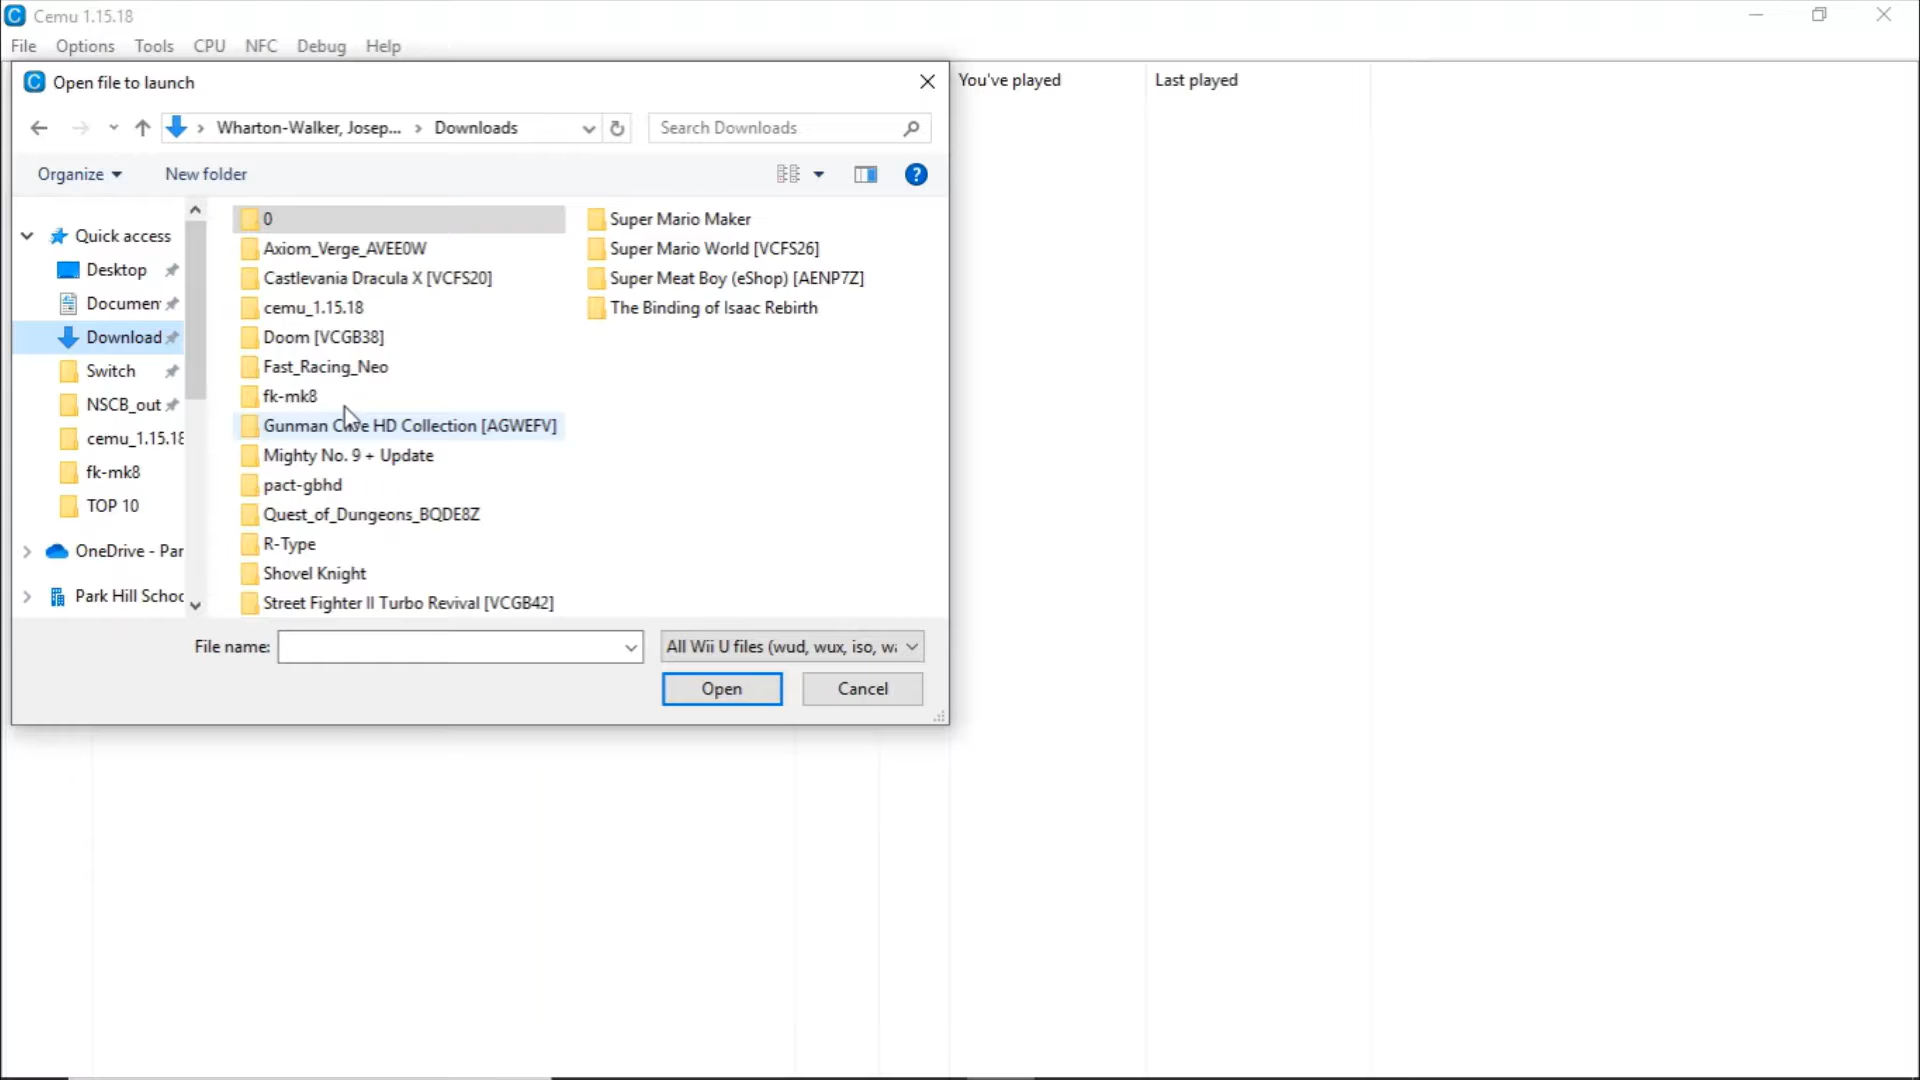 Cemu 1.15.18
File Options Tools CPU NFC Debug Help
Open file to launch
You've played Last played
Wharton-Walker, Josep... > Downloads
Search Downloads
Organize New folder
Quick access
Desktop
Documen
Download
Switch
NSCB_out
cemu_1.15.18
fk-mk8
TOP 10
OneDrive - Par
Park Hill Schoo
0
Axiom_Verge_AVEE0W
Castlevania Dracula X [VCFS20]
cemu_1.15.18
Doom [VCGB38]
Fast_Racing_Neo
fk-mk8
Gunman Cave HD Collection [AGWEFV]
Mighty No. 9 + Update
pact-gbhd
Quest_of_Dungeons_BQDE8Z
R-Type
Shovel Knight
Street Fighter II Turbo Revival [VCGB42]
Super Mario Maker
Super Mario World [VCFS26]
Super Meat Boy (eShop) [AENP7Z]
The Binding of Isaac Rebirth
File name:
All Wii U files (wud, wux, iso, wa
Open Cancel